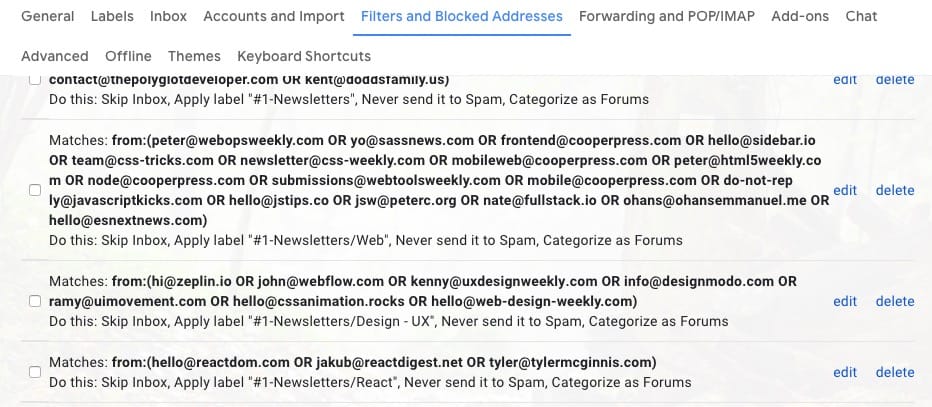 General Labels Inbox Accounts and Import Filters and Blocked Addresses Forwarding and POP/IMAP Add-ons Chat
Advanced Offline Themes Keyboard Shortcuts
contact@thepolyglotdeveloper.com OR kent@doddsfamily.us) edit delete
Do this: Skip Inbox, Apply label "#1-Newsletters", Never send it to Spam, Categorize as Forums
Matches: from:(peter@webopsweekly.com OR yo@sassnews.com OR frontend@cooperpress.com OR hello@sidebar.io
OR team@css-tricks.com OR newsletter@css-weekly.com OR mobileweb@cooperpress.com OR peter@html5weekly.co
m OR node@cooperpress.com OR submissions@webtoolsweekly.com OR mobile@cooperpress.com OR do-not-rep edit delete
ly@javascriptkicks.com OR hello@jstips.co OR jsw@peterc.org OR nate@fullstack.io OR ohans@ohansemmanuel.me OR
hello@esnextnews.com)
Do this: Skip Inbox, Apply label "#1-Newsletters/Web", Never send it to Spam, Categorize as Forums
Matches: from:(hi@zeplin.io OR john@webflow.com OR kenny@uxdesignweekly.com OR info@designmodo.com OR
ramy@uimovement.com OR hello@cssanimation.rocks OR hello@web-design-weekly.com) edit delete
Do this: Skip Inbox, Apply label "#1-Newsletters/Design - UX", Never send it to Spam, Categorize as Forums
Matches: from:(hello@reactdom.com OR jakub@reactdigest.net OR tyler@tylermcginnis.com) edit delete
Do this: Skip Inbox, Apply label "#1-Newsletters/React", Never send it to Spam, Categorize as Forums